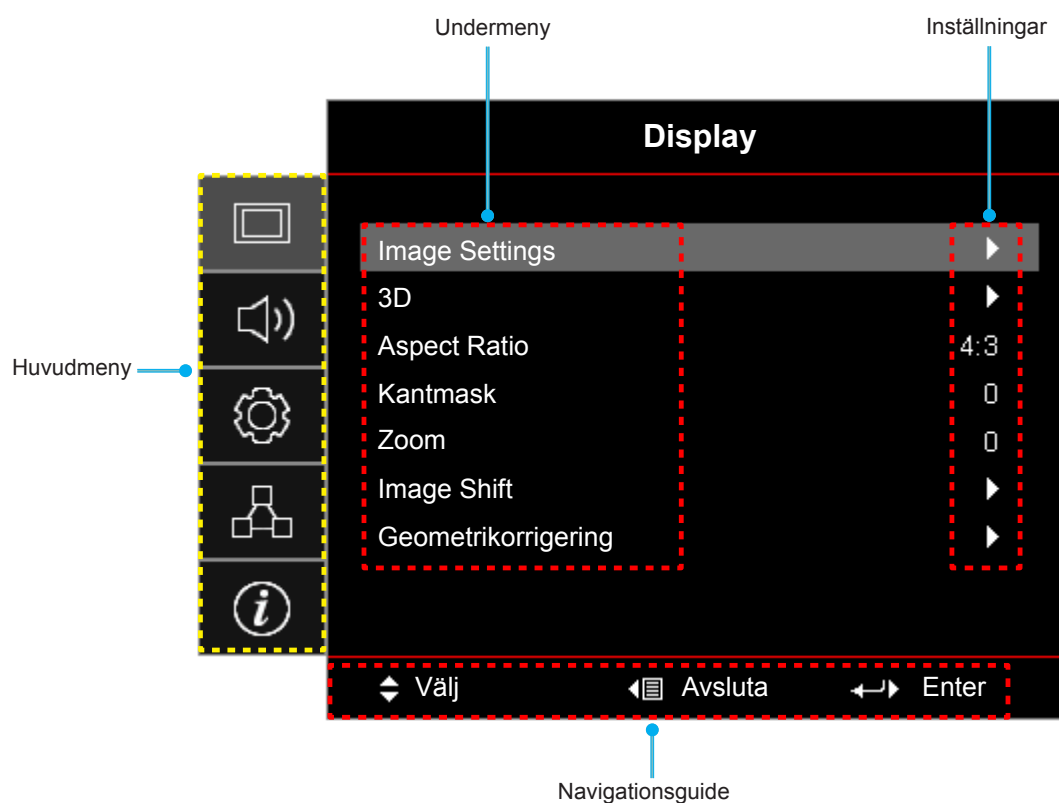 Undermeny
Inställningar
Display
Huvudmeny
Image Settings
3D
Aspect Ratio 4:3
Kantmask 0
Zoom 0
Image Shift
Geometrikorrigering
i
Välj Avsluta Enter
Navigationsguide